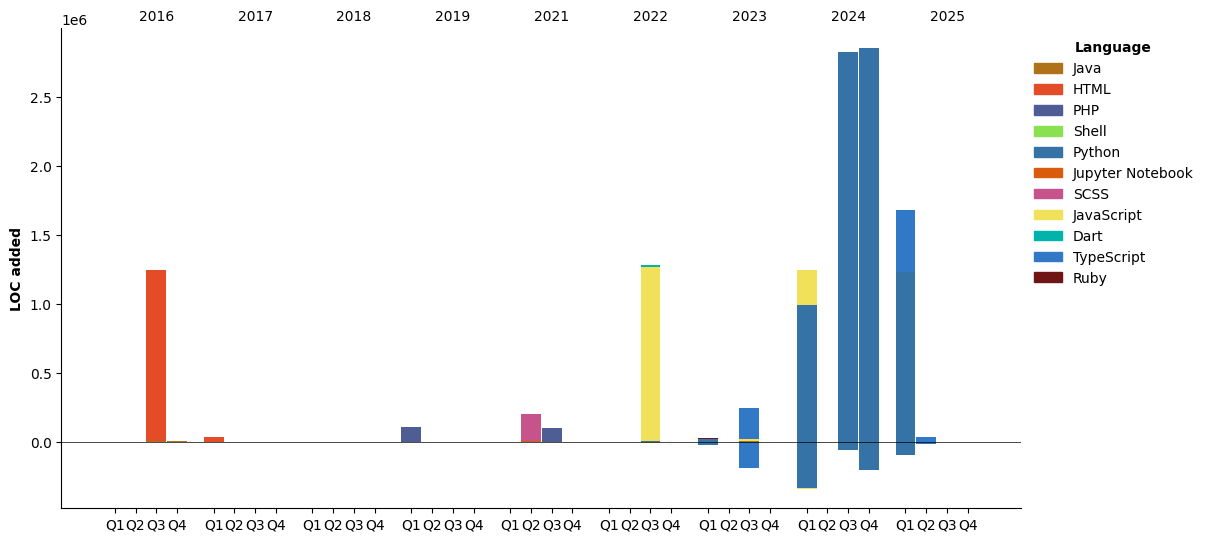 1e6
2016 2017 2018 2019 2021 2022 2023 2024 2025
LOC added
2.5
2.0
1.5
1.0
0.5
0.0
Q1 Q2 Q3 Q4 Q1 Q2 Q3 Q4 Q1 Q2 Q3 Q4 Q1 Q2 Q3 Q4 Q1 Q2 Q3 Q4 Q1 Q2 Q3 Q4 Q1 Q2 Q3 Q4 Q1 Q2 Q3 Q4 Q1 Q2 Q3 Q4
Language
Java
HTML
PHP
Shell
Python
Jupyter Notebook
SCSS
JavaScript
Dart
TypeScript
Ruby